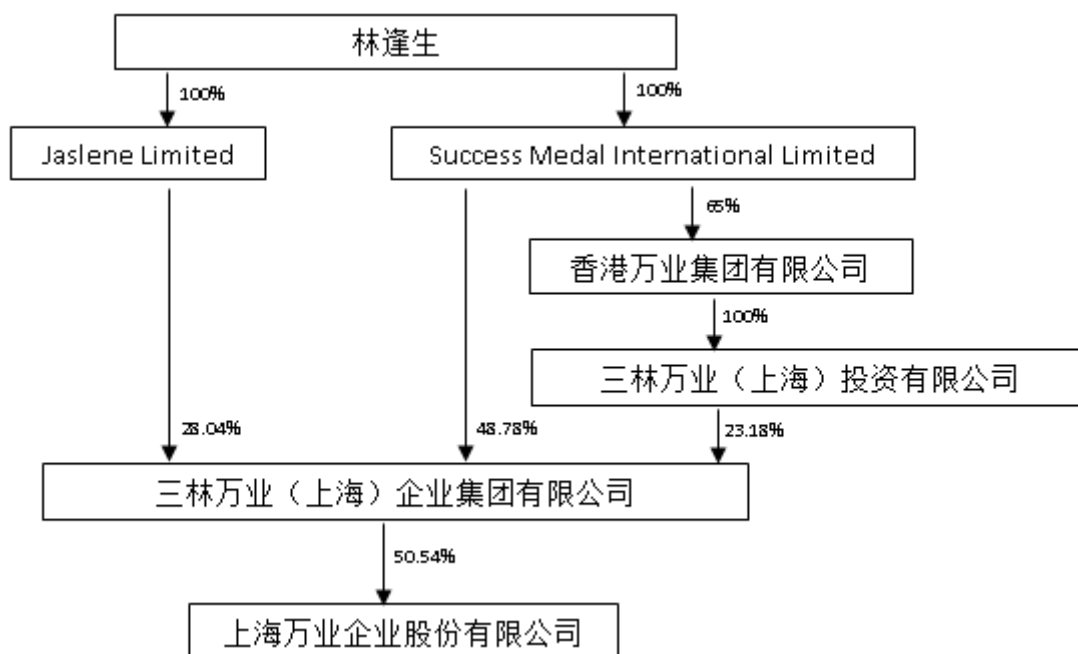 林逢生
100%
100%
Jaslene Limited
Success Medal International Limited
65%
香港万业集团有限公司
100%
三林万业（上海）投资有限公司
28.04%
48.78%
23.18%
三林万业（上海）企业集团有限公司
50.54%
上海万业企业股份有限公司